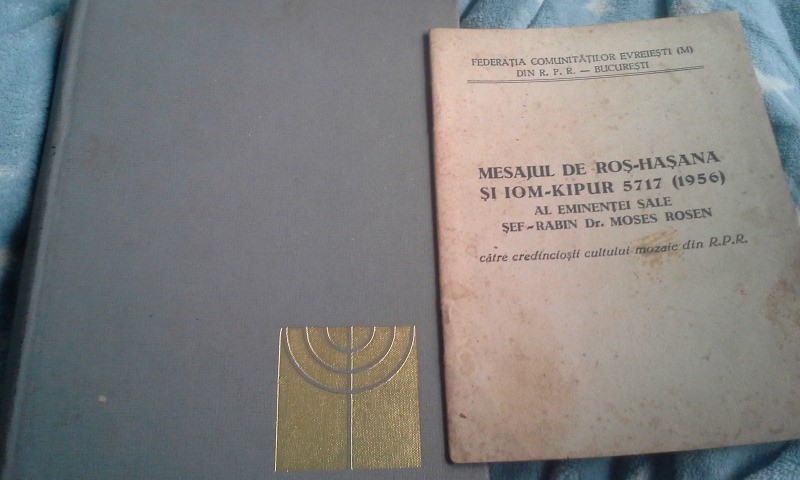 FEDERAȚIA COMUNITĂȚILOR EVREIEȘTI (M)
DIN R. P. R. — BUCUREȘTI
MESAJUL DE ROȘ-HAȘANA
ȘI IOM-KIPUR 5717 (1956)
AL EMINENȚEI SALE
ȘEF-RABIN Dr. MOSES ROSEN
către credincioșii cultului mozaic din R.P.R.